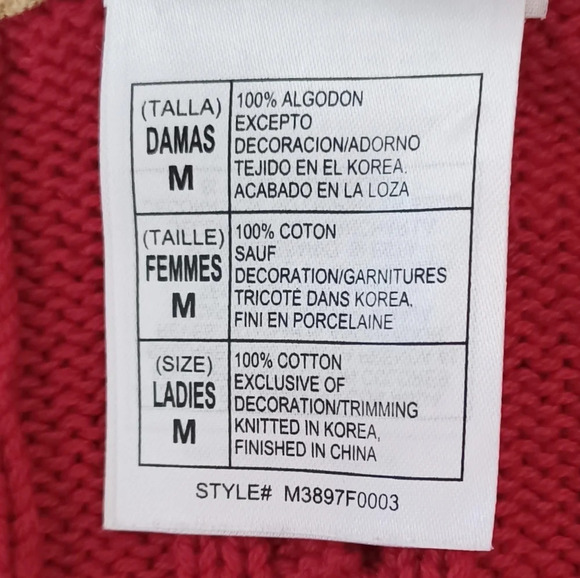 (TALLA)
DAMAS
M
100% ALGODON
EXCEPTO
DECORACION/ADORNO
TEJIDO EN EL KOREA.
ACABADO EN LA LOZA
(TAILLE)
FEMMES
M
100% COTON
SAUF
DECORATION/GARNITURES
TRICOTÉ DANS KOREA,
FINI EN PORCELAINE
(SIZE)
LADIES
M
100% COTTON
EXCLUSIVE OF
DECORATION/TRIMMING
KNITTED IN KOREA,
FINISHED IN CHINA
STYLE# M3897F0003